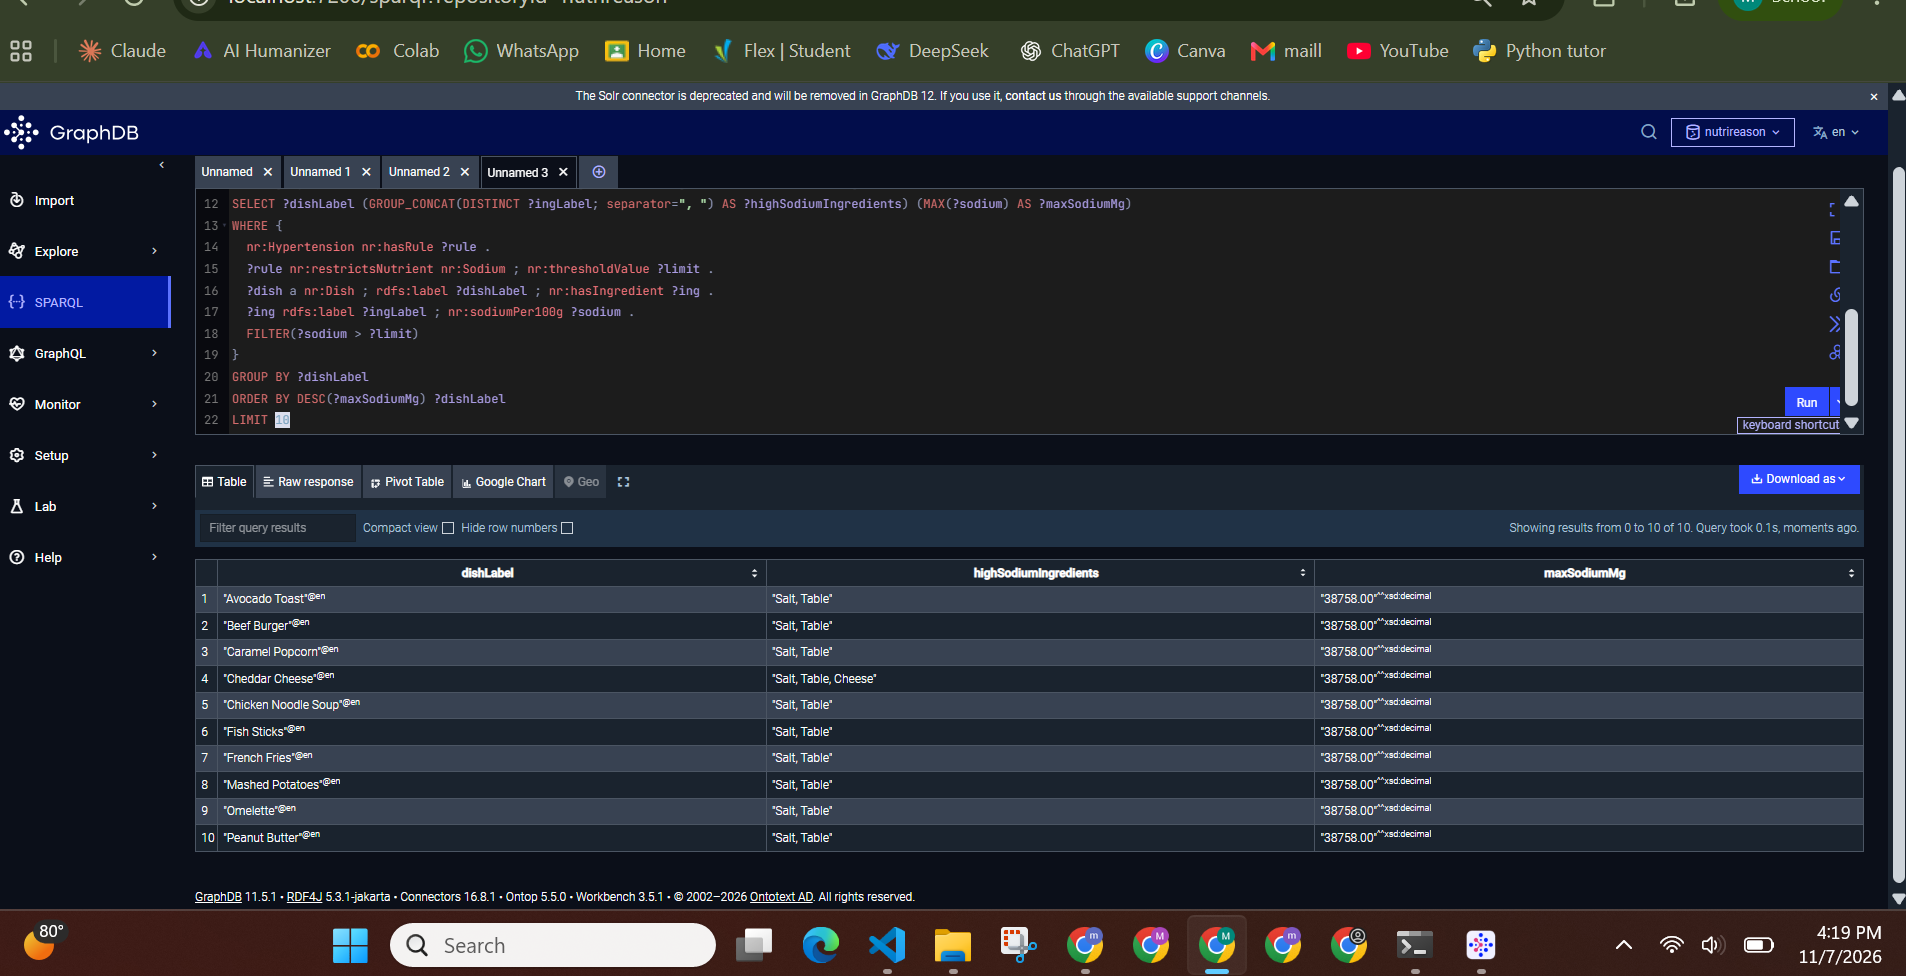 Claude AI Humanizer Colab WhatsApp Home Flex | Student DeepSeek ChatGPT Canva maill YouTube Python tutor
The Solr connector is deprecated and will be removed in GraphDB 12. If you use it, contact us through the available support channels. ×
GraphDB nutrireason en
Unnamed × Unnamed 1 × Unnamed 2 × Unnamed 3 ×
Import
Explore
SPARQL
GraphQL
Monitor
Setup
Lab
Help
12 SELECT ?dishLabel (GROUP_CONCAT(DISTINCT ?ingLabel; separator=", ") AS ?highSodiumIngredients) (MAX(?sodium) AS ?maxSodiumMg)
13 WHERE {
14 nr:Hypertension nr:hasRule ?rule .
15 ?rule nr:restrictsNutrient nr:Sodium ; nr:thresholdValue ?limit .
16 ?dish a nr:Dish ; rdfs:label ?dishLabel ; nr:hasIngredient ?ing .
17 ?ing rdfs:label ?ingLabel ; nr:sodiumPer100g ?sodium .
18 FILTER(?sodium > ?limit)
19 }
20 GROUP BY ?dishLabel
21 ORDER BY DESC(?maxSodiumMg) ?dishLabel
22 LIMIT 10
Run
keyboard shortcut
Table Raw response Pivot Table Google Chart Geo Download as
Filter query results Compact view Hide row numbers Showing results from 0 to 10 of 10. Query took 0.1s, moments ago.
dishLabel highSodiumIngredients maxSodiumMg
1 "Avocado Toast"@en "Salt, Table" "38758.00"^^xsd:decimal
2 "Beef Burger"@en "Salt, Table" "38758.00"^^xsd:decimal
3 "Caramel Popcorn"@en "Salt, Table" "38758.00"^^xsd:decimal
4 "Cheddar Cheese"@en "Salt, Table, Cheese" "38758.00"^^xsd:decimal
5 "Chicken Noodle Soup"@en "Salt, Table" "38758.00"^^xsd:decimal
6 "Fish Sticks"@en "Salt, Table" "38758.00"^^xsd:decimal
7 "French Fries"@en "Salt, Table" "38758.00"^^xsd:decimal
8 "Mashed Potatoes"@en "Salt, Table" "38758.00"^^xsd:decimal
9 "Omelette"@en "Salt, Table" "38758.00"^^xsd:decimal
10 "Peanut Butter"@en "Salt, Table" "38758.00"^^xsd:decimal
GraphDB 11.5.1 • RDF4J 5.3.1-jakarta • Connectors 16.8.1 • Ontop 5.5.0 • Workbench 3.5.1 • © 2002–2026 Ontotext AD. All rights reserved.
80° Search 4:19 PM
11/7/2026